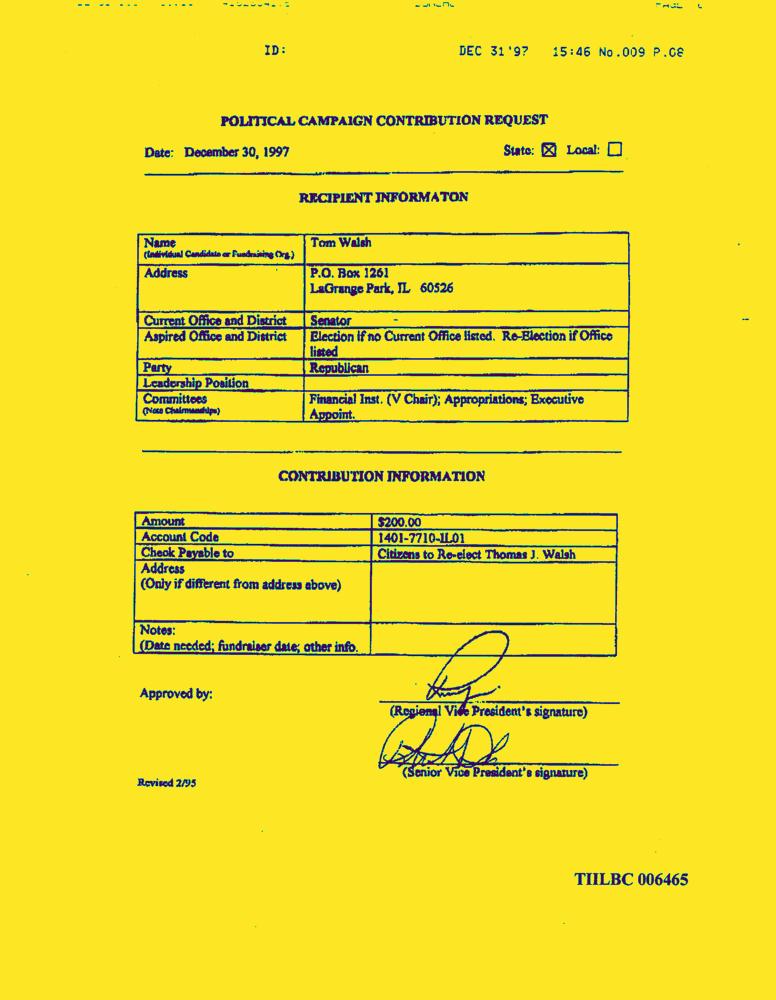 ID: DEC 31'97 15:46 No.009 P.08
POLITICAL CAMPAIGN CONTRIBUTION REQUEST
Date: December 30, 1997 State: ☒ Local: ☐
RECIPIENT INFORMATON
Name Tom Walsh
(Individual Candidate or Fundraising Org.)
Address P.O. Box 1261
LaGrange Park, IL 60526
Current Office and District Senator
Aspired Office and District Election if no Current Office listed. Re-Election if Office
listed
Party Republican
Leadership Position
Committees Financial Inst. (V Chair); Appropriations; Executive
(Note Chairmanships) Appoint.
CONTRIBUTION INFORMATION
Amount $200.00
Account Code 1401-7710-IL01
Check Payable to Citizens to Re-elect Thomas J. Walsh
Address
(Only if different from address above)
Notes:
(Date needed; fundraiser date; other info.
Approved by:
(Regional Vice President's signature)
(Senior Vice President's signature)
Revised 2/95
TIILBC 006465